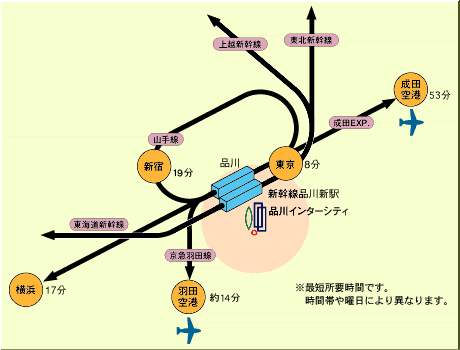 上越新幹線
東北新幹線
成田
空港
53分
成田EXP.
山手線
新宿
19分
品川
東京
8分
新幹線品川新駅
品川インターシティ
東海道新幹線
京急羽田線
横浜
17分
羽田
空港
約14分
※最短所要時間です。
時間帯や曜日により異なります。